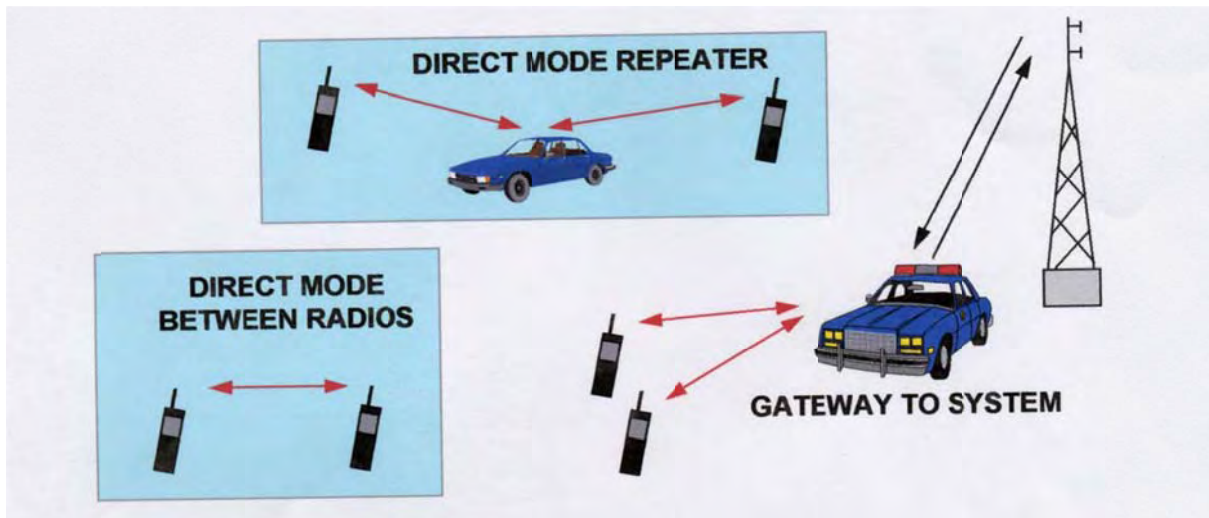 DIRECT MODE REPEATER
DIRECT MODE
BETWEEN RADIOS
GATEWAY TO SYSTEM